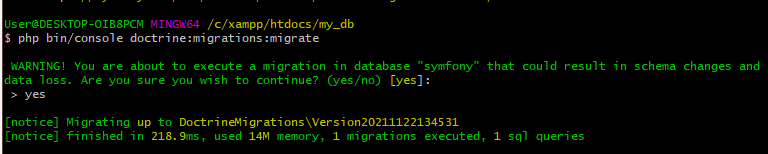 User@DESKTOP-OIB8PCM MINGW64 /c/xampp/htdocs/my_db
$ php bin/console doctrine:migrations:migrate
WARNING! You are about to execute a migration in database "symfony" that could result in schema changes and
data loss. Are you sure you wish to continue? (yes/no) [yes]:
> yes
[notice] Migrating up to DoctrineMigrations\Version20211122134531
[notice] finished in 218.9ms, used 14M memory, 1 migrations executed, 1 sql queries